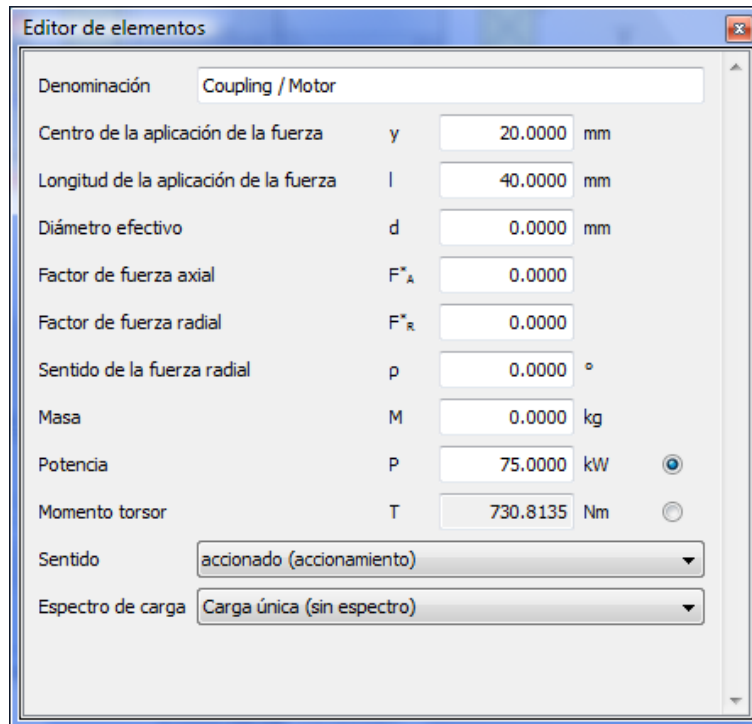 Editor de elementos
Denominación Coupling / Motor
Centro de la aplicación de la fuerza y 20.0000 mm
Longitud de la aplicación de la fuerza l 40.0000 mm
Diámetro efectivo d 0.0000 mm
Factor de fuerza axial F*A 0.0000
Factor de fuerza radial F*R 0.0000
Sentido de la fuerza radial ρ 0.0000 °
Masa M 0.0000 kg
Potencia P 75.0000 kW
Momento torsor T 730.8135 Nm
Sentido accionado (accionamiento)
Espectro de carga Carga única (sin espectro)